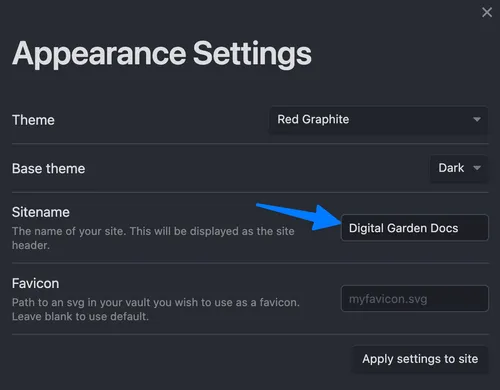 Appearance Settings
Theme
Red Graphite
Base theme
Dark
Sitename
The name of your site. This will be displayed as the site
header.
Digital Garden Docs
Favicon
Path to an svg in your vault you wish to use as a favicon.
Leave blank to use default.
myfavicon.svg
Apply settings to site